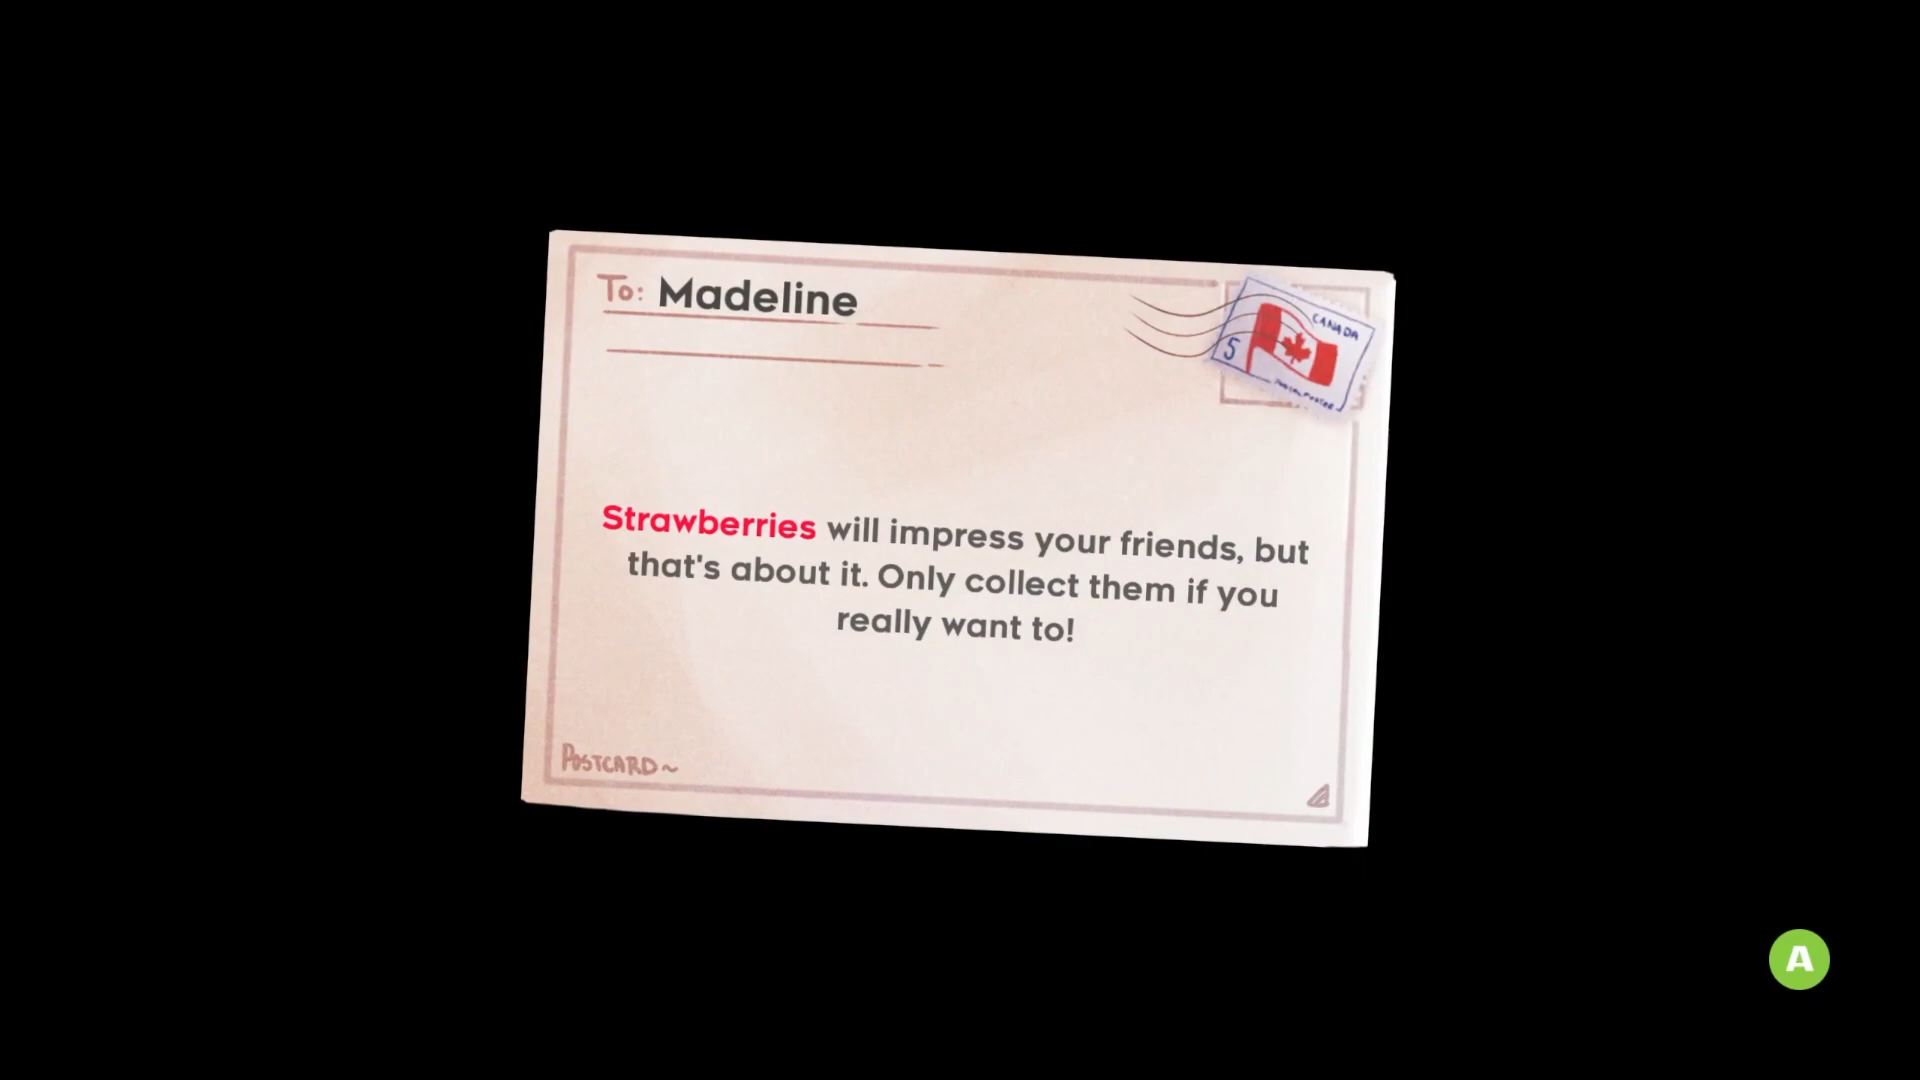 To: Madeline
CANADA
5
Strawberries will impress your friends, but
that's about it. Only collect them if you
really want to!
POSTCARD~
A